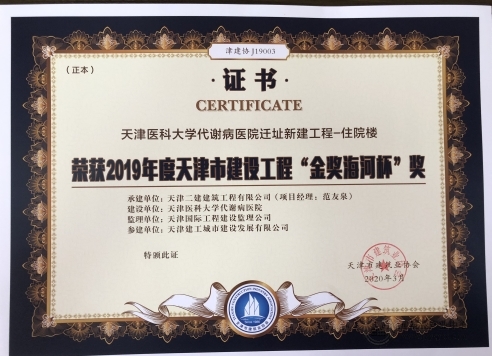 津建协J19003
（正本）
·证书·
CERTIFICATE
天津医科大学代谢病医院迁址新建工程-住院楼
荣获2019年度天津市建设工程“金奖海河杯”奖
承建单位：天津二建建筑工程有限公司（项目经理：范友泉）
建设单位：天津医科大学代谢病医院
监理单位：天津国际工程建设监理公司
参建单位：天津建工城市建设发展有限公司
特颁此证
天津市建筑业协会
2020年3月